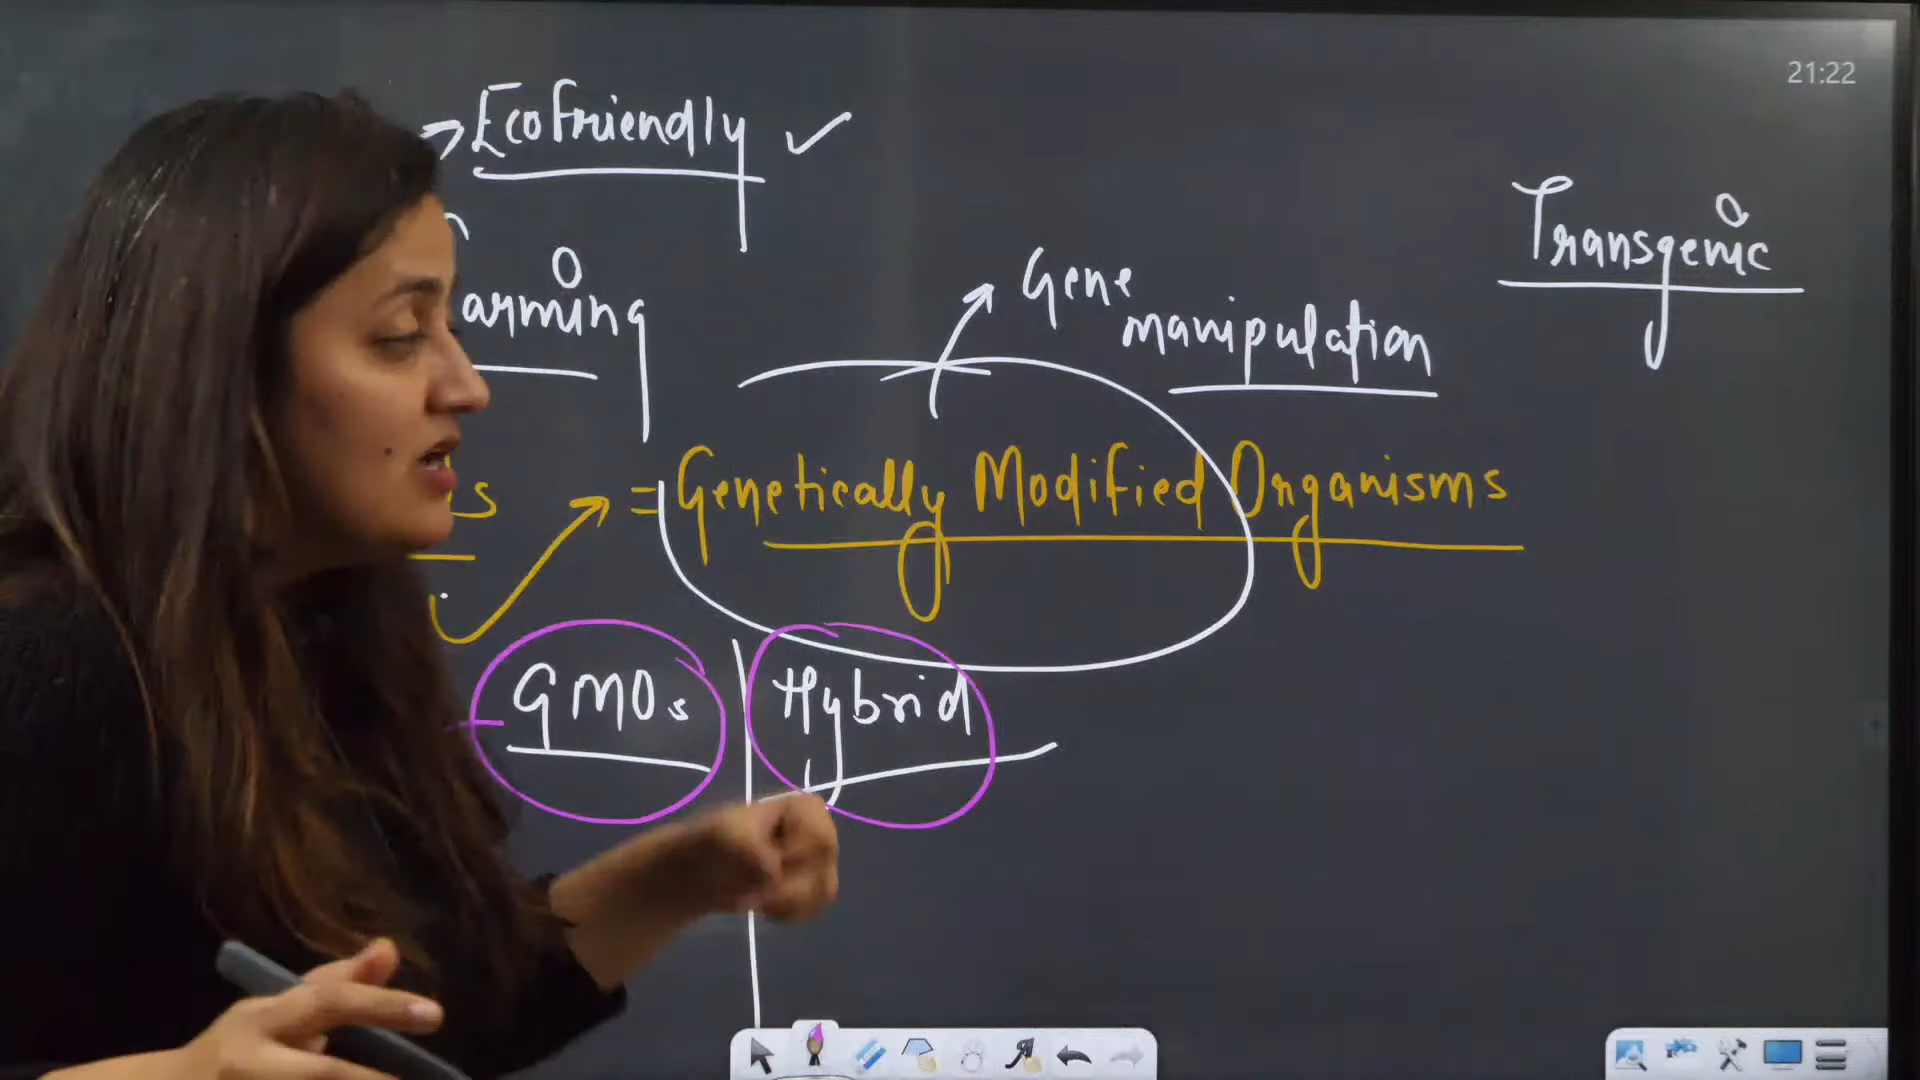 21:22
EcoFriendly ✓
Transgenic
arming
Gene
manipulation
s = Genetically Modified Organisms
GMOs Hybrid